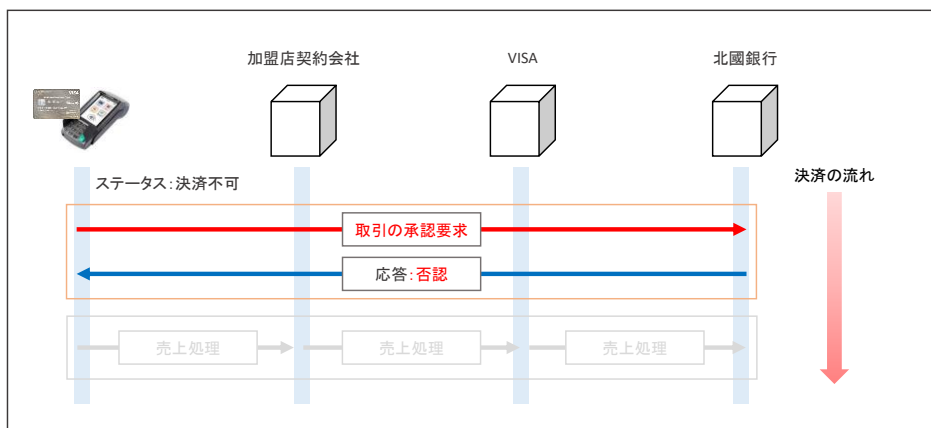 加盟店契約会社
VISA
北國銀行
VISA
ステータス：決済不可
決済の流れ
取引の承認要求
応答：否認
売上処理
売上処理
売上処理